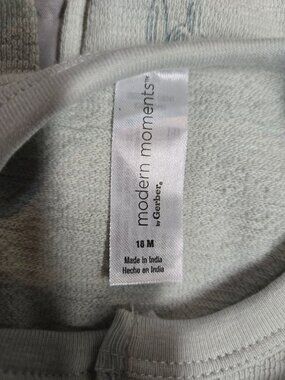 modern moments™
by Gerber®
18 M
Made in India
Hecho en India